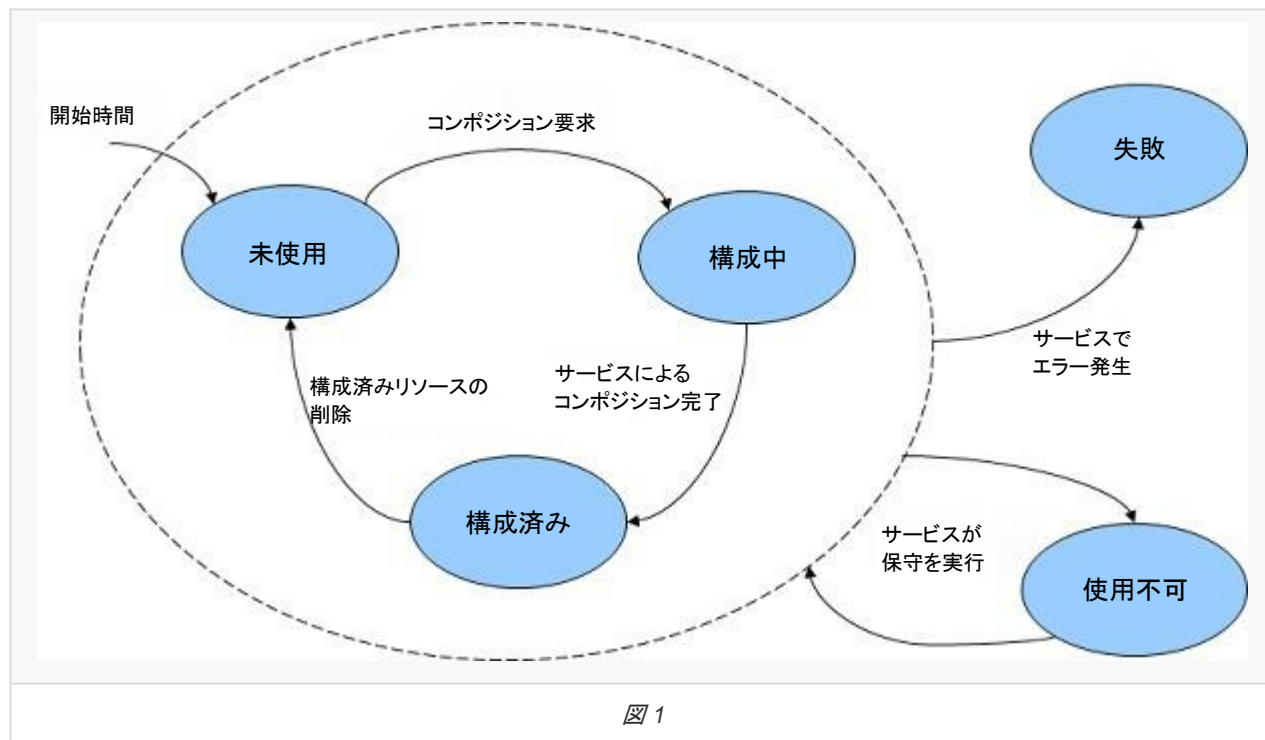 開始時間
コンポジション要求
失敗
未使用
構成中
サービスで
エラー発生
構成済みリソースの
削除
サービスによる
コンポジション完了
構成済み
サービスが
保守を実行
使用不可
図 1